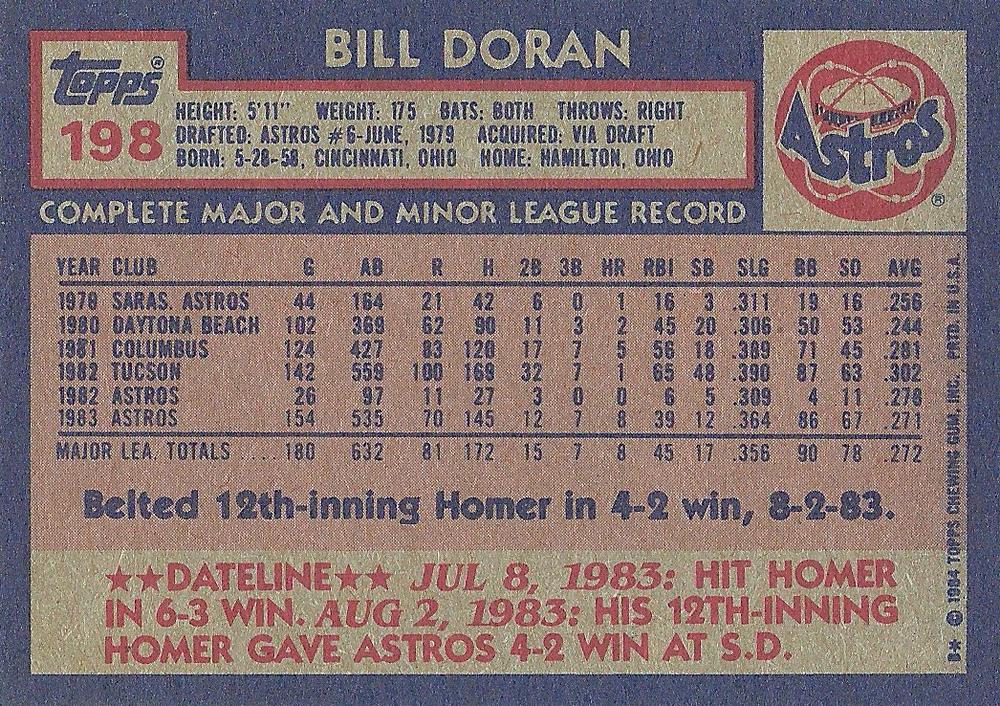 BILL DORAN
Topps®
198
HEIGHT: 5'11" WEIGHT: 175 BATS: BOTH THROWS: RIGHT
DRAFTED: ASTROS #6-JUNE, 1979 ACQUIRED: VIA DRAFT
BORN: 5-28-58, CINCINNATI, OHIO HOME: HAMILTON, OHIO
Astros ®
COMPLETE MAJOR AND MINOR LEAGUE RECORD
YEAR CLUB G AB R H 2B 3B HR RBI SB SLG BB SO AVG
1979 SARAS. ASTROS 44 164 21 42 6 0 1 16 3 .311 19 16 .256
1980 DAYTONA BEACH 102 369 62 90 11 3 2 45 20 .306 50 53 .244
1981 COLUMBUS 124 427 83 120 17 7 5 56 18 .389 71 45 .281
1982 TUCSON 142 559 100 169 32 7 1 65 48 .390 87 63 .302
1982 ASTROS 26 97 11 27 3 0 0 6 5 .309 4 11 .278
1983 ASTROS 154 535 70 145 12 7 8 39 12 .364 86 67 .271
MAJOR LEA. TOTALS ... 180 632 81 172 15 7 8 45 17 .356 90 78 .272
Belted 12th-inning Homer in 4-2 win, 8-2-83.
★★DATELINE★★ JUL 8, 1983: HIT HOMER
IN 6-3 WIN. AUG 2, 1983: HIS 12TH-INNING
HOMER GAVE ASTROS 4-2 WIN AT S.D.
B* © 1984 TOPPS CHEWING GUM, INC. PRTD. IN U.S.A.